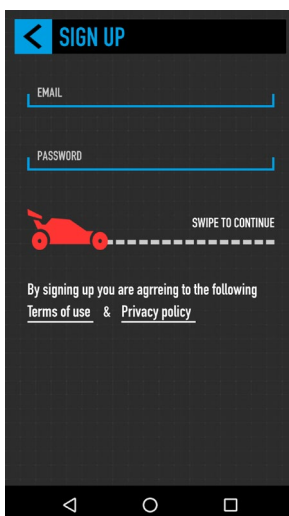 SIGN UP
EMAIL
PASSWORD
SWIPE TO CONTINUE
By signing up you are agrreing to the following
Terms of use & Privacy policy